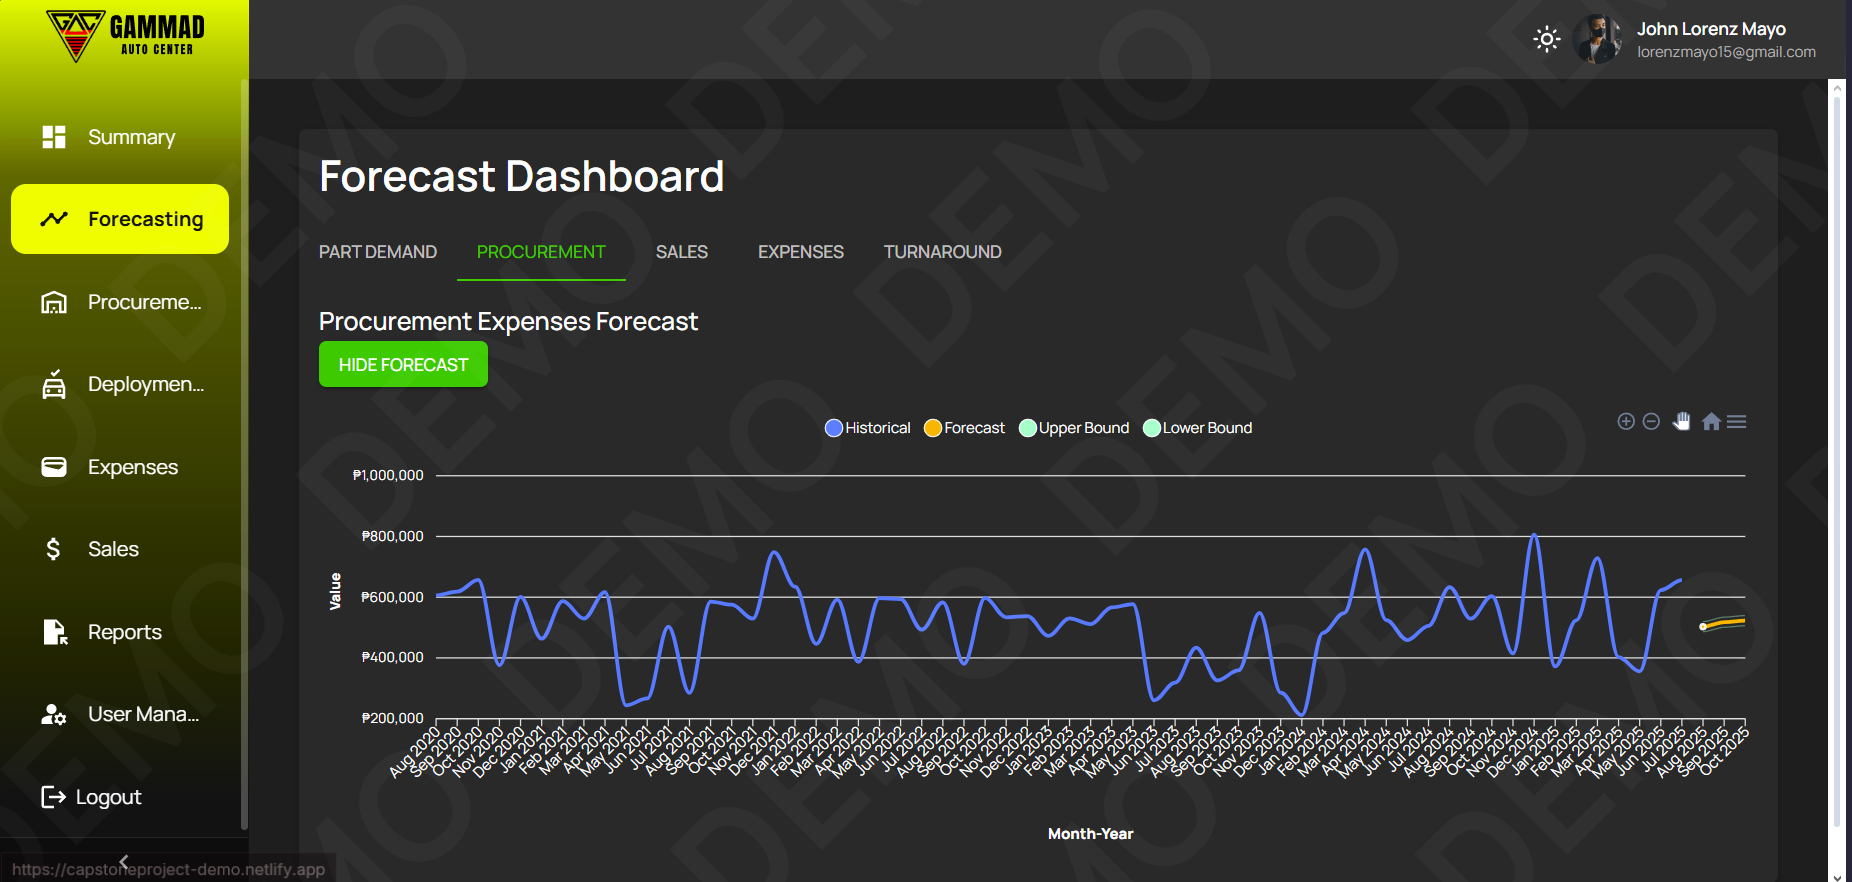 GAMMAD
AUTO CENTER
John Lorenz Mayo
lorenzmayo15@gmail.com
Summary
Forecasting
Procureme...
Deploymen...
Expenses
Sales
Reports
User Mana...
Logout
https://capstoneproject-demo.netlify.app
Forecast Dashboard
PART DEMAND PROCUREMENT SALES EXPENSES TURNAROUND
Procurement Expenses Forecast
HIDE FORECAST
Historical Forecast Upper Bound Lower Bound
₱1,000,000
₱800,000
₱600,000
₱400,000
₱200,000
Value
Aug 2020
Sep 2020
Oct 2020
Nov 2020
Dec 2020
Jan 2021
Feb 2021
Mar 2021
Apr 2021
May 2021
Jun 2021
Jul 2021
Aug 2021
Sep 2021
Oct 2021
Nov 2021
Dec 2021
Jan 2022
Feb 2022
Mar 2022
Apr 2022
May 2022
Jun 2022
Jul 2022
Aug 2022
Sep 2022
Oct 2022
Nov 2022
Dec 2022
Jan 2023
Feb 2023
Mar 2023
Apr 2023
May 2023
Jun 2023
Jul 2023
Aug 2023
Sep 2023
Oct 2023
Nov 2023
Dec 2023
Jan 2024
Feb 2024
Mar 2024
Apr 2024
May 2024
Jun 2024
Jul 2024
Aug 2024
Sep 2024
Oct 2024
Nov 2024
Dec 2024
Jan 2025
Feb 2025
Mar 2025
Apr 2025
May 2025
Jun 2025
Jul 2025
Aug 2025
Sep 2025
Oct 2025
Month-Year
DEMO